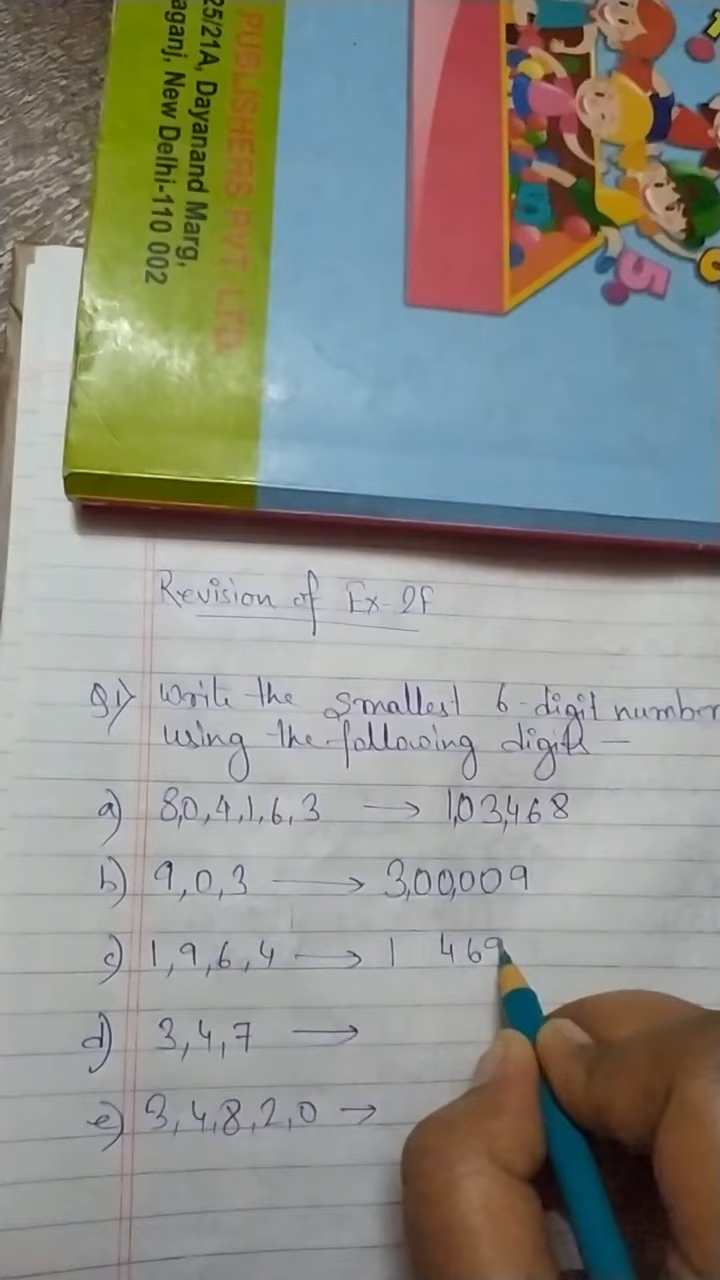 PUBLISHERS PVT. LTD.
25/21A, Dayanand Marg,
aganj, New Delhi-110 002
5
Revision of Ex-2F
Q1) Write the smallest 6-digit number
using the following digits -
a) 8,0,4,1,6,3 → 1,03,468
b) 9,0,3 → 3,00,009
c) 1,9,6,4 → 1 469
d) 3,4,7 →
e) 3,4,8,2,0 →